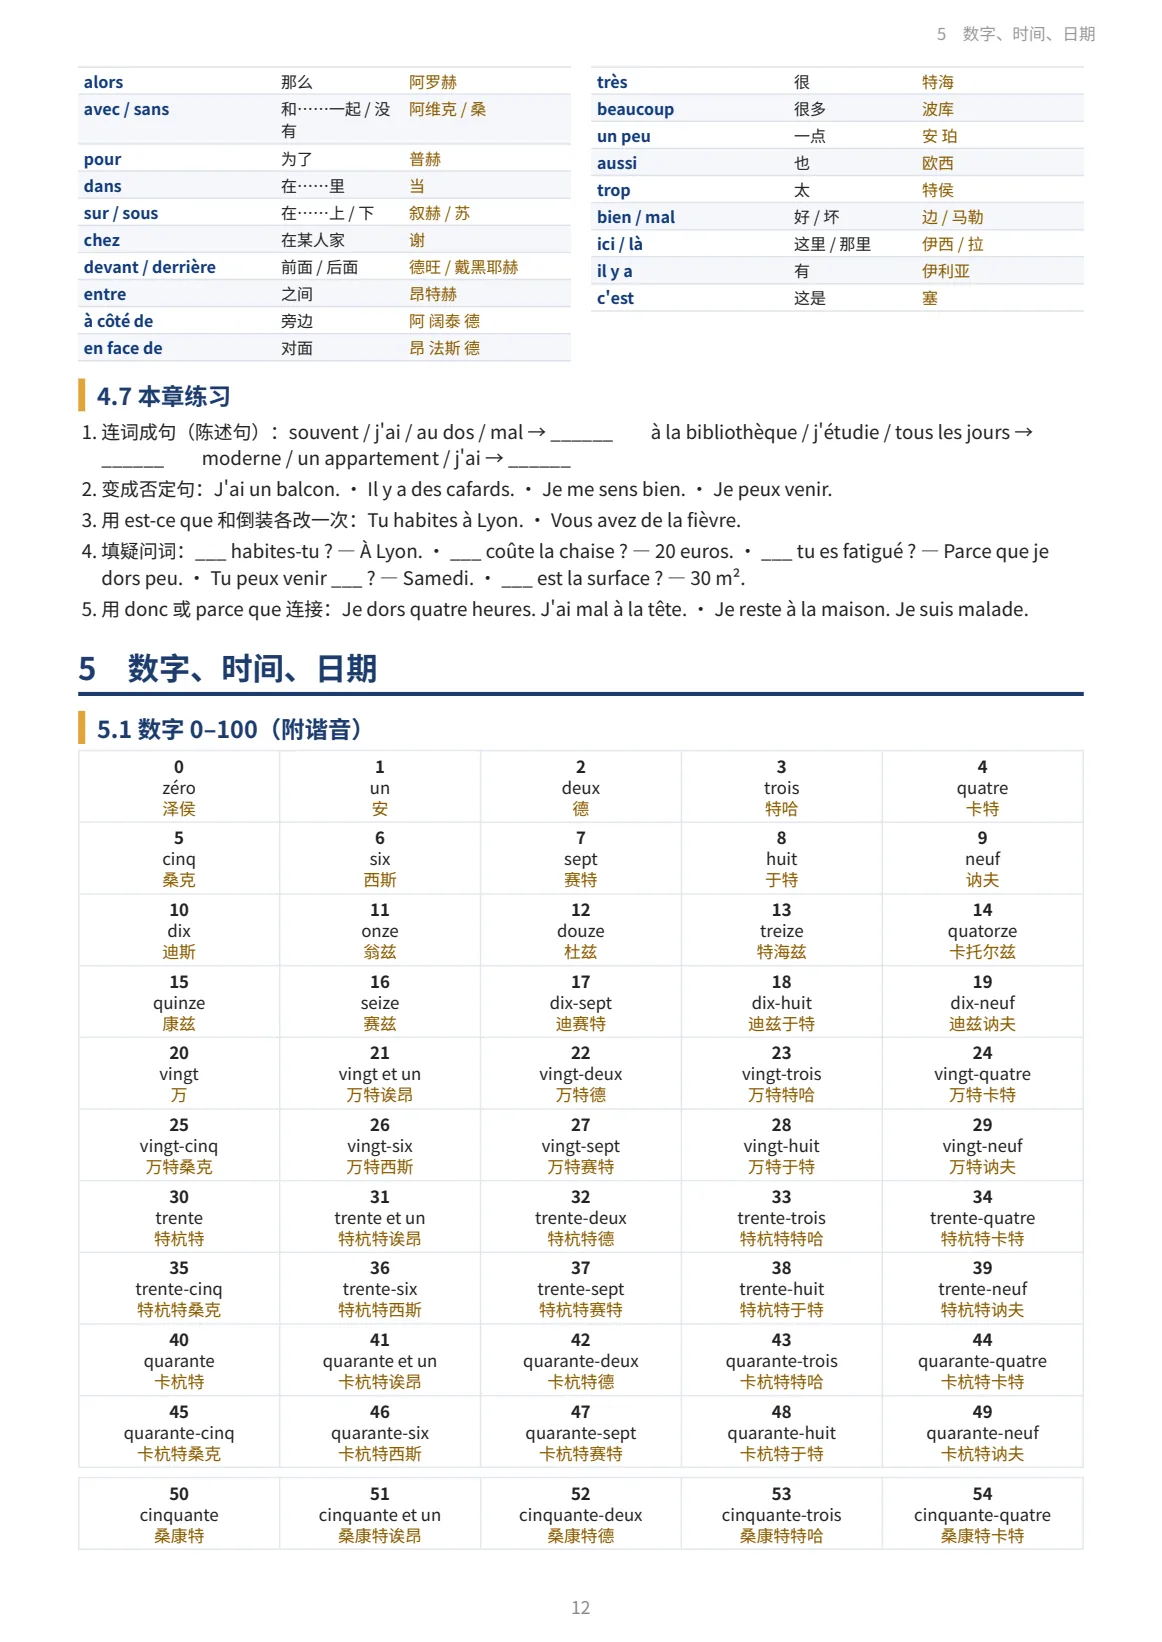 5 数字、时间、日期
alors 那么 阿罗赫
avec / sans 和……一起 / 没 阿维克 / 桑
有
pour 为了 普赫
dans 在……里 当
sur / sous 在……上 / 下 叙赫 / 苏
chez 在某人家 谢
devant / derrière 前面 / 后面 德旺 / 戴黑耶赫
entre 之间 昂特赫
à côté de 旁边 阿 阔泰 德
en face de 对面 昂 法斯 德
très 很 特海
beaucoup 很多 波库
un peu 一点 安 珀
aussi 也 欧西
trop 太 特侯
bien / mal 好 / 坏 边 / 马勒
ici / là 这里 / 那里 伊西 / 拉
il y a 有 伊利亚
c'est 这是 塞
4.7 本章练习
1. 连词成句（陈述句）：souvent / j'ai / au dos / mal → ______ à la bibliothèque / j'étudie / tous les jours →
______ moderne / un appartement / j'ai → ______
2. 变成否定句：J'ai un balcon. • Il y a des cafards. • Je me sens bien. • Je peux venir.
3. 用 est-ce que 和倒装各改一次：Tu habites à Lyon. • Vous avez de la fièvre.
4. 填疑问词：___ habites-tu ? — À Lyon. • ___ coûte la chaise ? — 20 euros. • ___ tu es fatigué ? — Parce que je
dors peu. • Tu peux venir ___ ? — Samedi. • ___ est la surface ? — 30 m².
5. 用 donc 或 parce que 连接：Je dors quatre heures. J'ai mal à la tête. • Je reste à la maison. Je suis malade.
5 数字、时间、日期
5.1 数字 0–100（附谐音）
0 1 2 3 4
zéro un deux trois quatre
泽侯 安 德 特哈 卡特
5 6 7 8 9
cinq six sept huit neuf
桑克 西斯 赛特 于特 讷夫
10 11 12 13 14
dix onze douze treize quatorze
迪斯 翁兹 杜兹 特海兹 卡托尔兹
15 16 17 18 19
quinze seize dix-sept dix-huit dix-neuf
康兹 赛兹 迪赛特 迪兹于特 迪兹讷夫
20 21 22 23 24
vingt vingt et un vingt-deux vingt-trois vingt-quatre
万 万特诶昂 万特德 万特特哈 万特卡特
25 26 27 28 29
vingt-cinq vingt-six vingt-sept vingt-huit vingt-neuf
万特桑克 万特西斯 万特赛特 万特于特 万特讷夫
30 31 32 33 34
trente trente et un trente-deux trente-trois trente-quatre
特杭特 特杭特诶昂 特杭特德 特杭特特哈 特杭特卡特
35 36 37 38 39
trente-cinq trente-six trente-sept trente-huit trente-neuf
特杭特桑克 特杭特西斯 特杭特赛特 特杭特于特 特杭特讷夫
40 41 42 43 44
quarante quarante et un quarante-deux quarante-trois quarante-quatre
卡杭特 卡杭特诶昂 卡杭特德 卡杭特特哈 卡杭特卡特
45 46 47 48 49
quarante-cinq quarante-six quarante-sept quarante-huit quarante-neuf
卡杭特桑克 卡杭特西斯 卡杭特赛特 卡杭特于特 卡杭特讷夫
50 51 52 53 54
cinquante cinquante et un cinquante-deux cinquante-trois cinquante-quatre
桑康特 桑康特诶昂 桑康特德 桑康特特哈 桑康特卡特
12